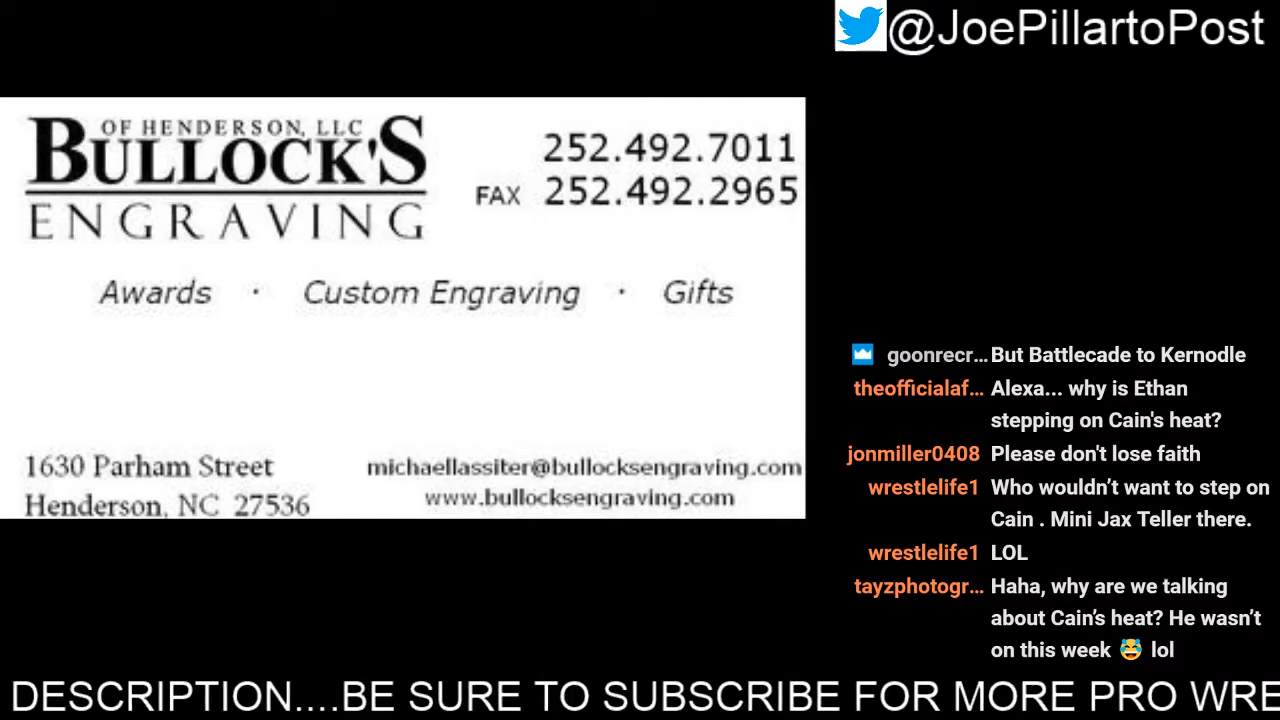 @JoePillartoPost
OF HENDERSON, LLC
BULLOCK'S
ENGRAVING
252.492.7011
FAX 252.492.2965
Awards · Custom Engraving · Gifts
1630 Parham Street
Henderson, NC 27536
michaellassiter@bullocksengraving.com
www.bullocksengraving.com
goonrecr… But Battlecade to Kernodle
theofficialaf… Alexa... why is Ethan
stepping on Cain's heat?
jonmiller0408 Please don't lose faith
wrestlelife1 Who wouldn’t want to step on
Cain . Mini Jax Teller there.
wrestlelife1 LOL
tayzphotogr… Haha, why are we talking
about Cain’s heat? He wasn’t
on this week 😂 lol
DESCRIPTION....BE SURE TO SUBSCRIBE FOR MORE PRO WRE